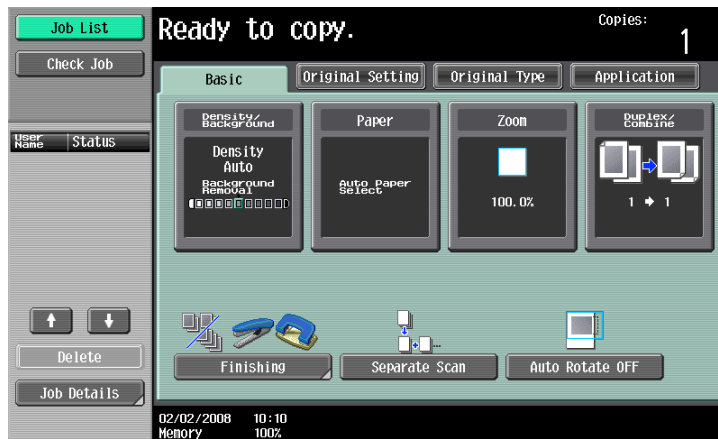 Job List
Ready to copy.
Copies:
1
Check Job
Basic
Original Setting
Original Type
Application
User
Name
Status
Density/
Background
Paper
Zoom
Duplex/
Combine
Density
Auto
Background
Removal
Auto Paper
Select
100.0%
1 → 1
Finishing
Separate Scan
Auto Rotate OFF
Delete
Job Details
02/02/2008 10:10
Memory 100%